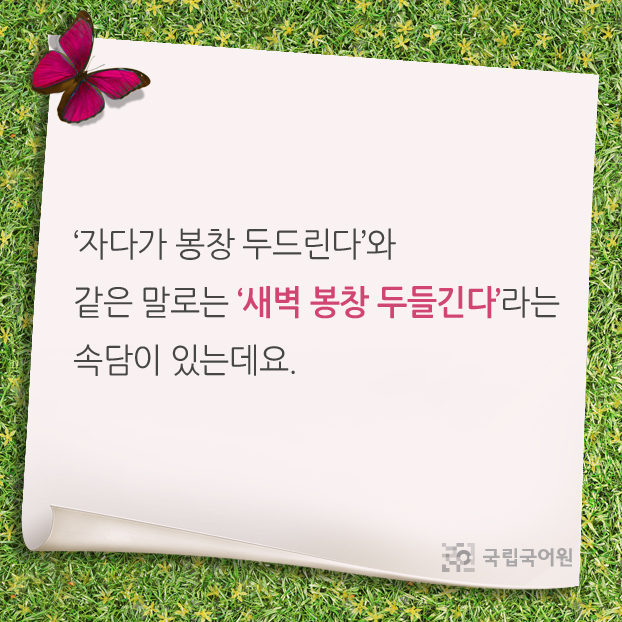 ‘자다가 봉창 두드린다’와
같은 말로는 ‘새벽 봉창 두들긴다’라는
속담이 있는데요.
국립국어원